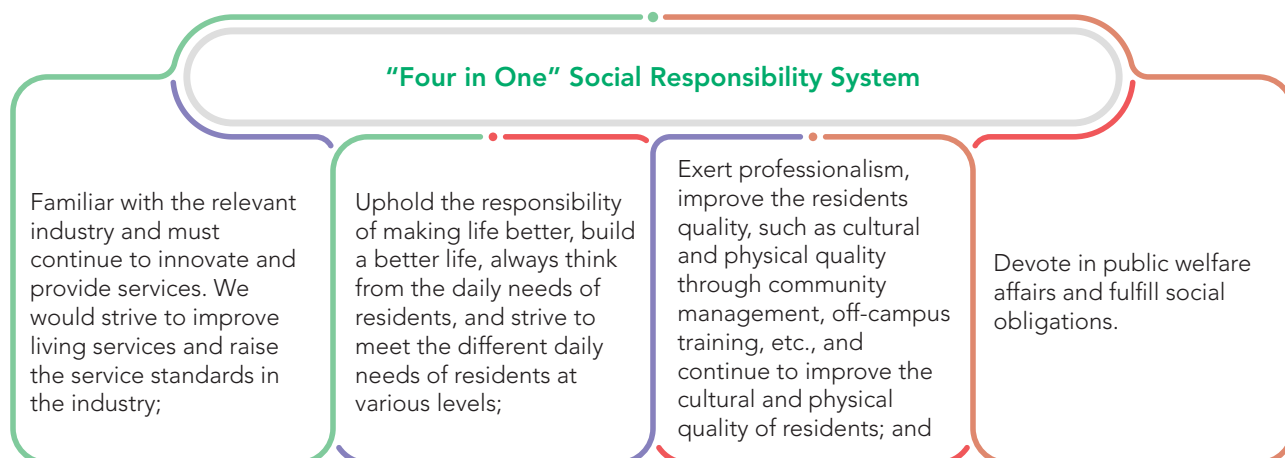 “Four in One” Social Responsibility System
Familiar with the relevant
industry and must
continue to innovate and
provide services. We
would strive to improve
living services and raise
the service standards in
the industry;
Uphold the responsibility
of making life better, build
a better life, always think
from the daily needs of
residents, and strive to
meet the different daily
needs of residents at
various levels;
Exert professionalism,
improve the residents
quality, such as cultural
and physical quality
through community
management, off-campus
training, etc., and
continue to improve the
cultural and physical
quality of residents; and
Devote in public welfare
affairs and fulfill social
obligations.